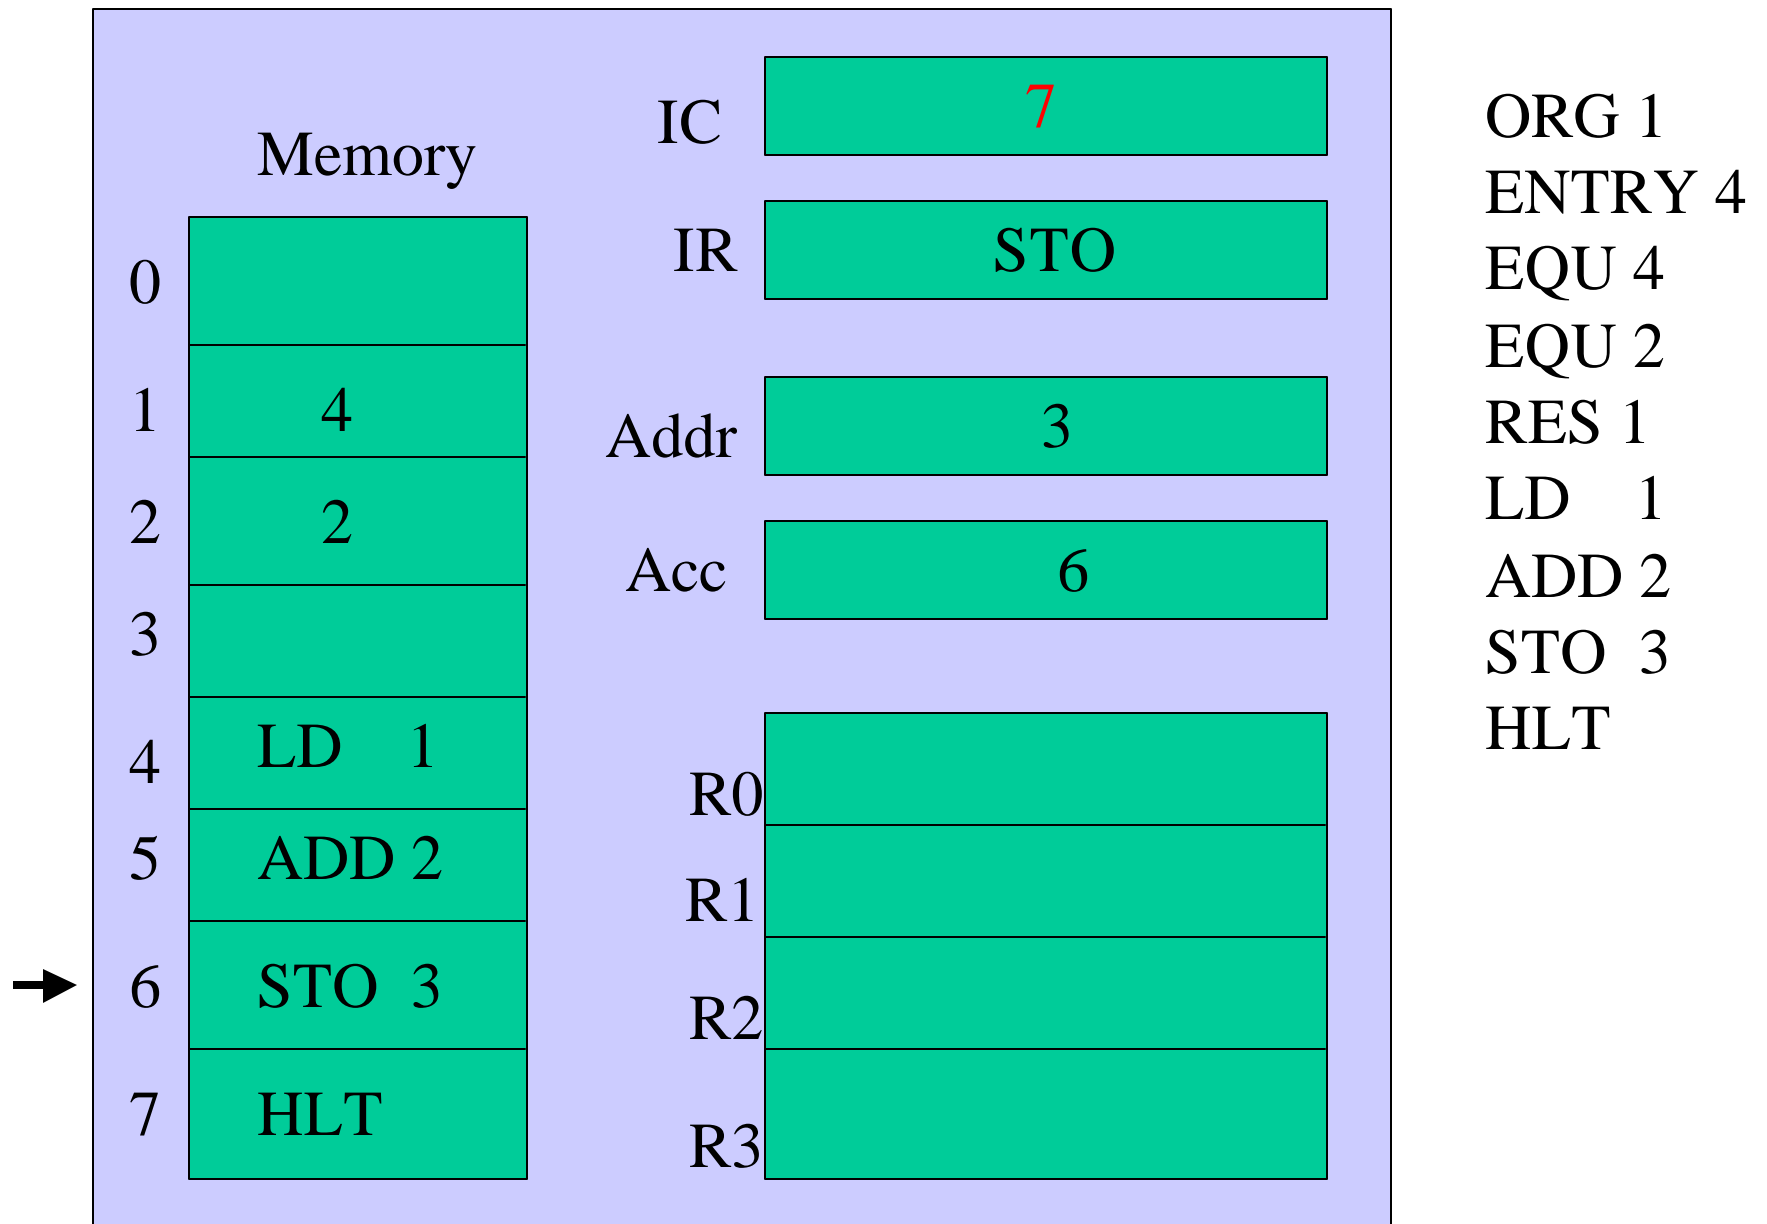 Memory
0
1 4
2 2
3
4 LD 1
5 ADD 2
6 STO 3
7 HLT
IC 7
IR STO
Addr 3
Acc 6
R0
R1
R2
R3
ORG 1
ENTRY 4
EQU 4
EQU 2
RES 1
LD 1
ADD 2
STO 3
HLT